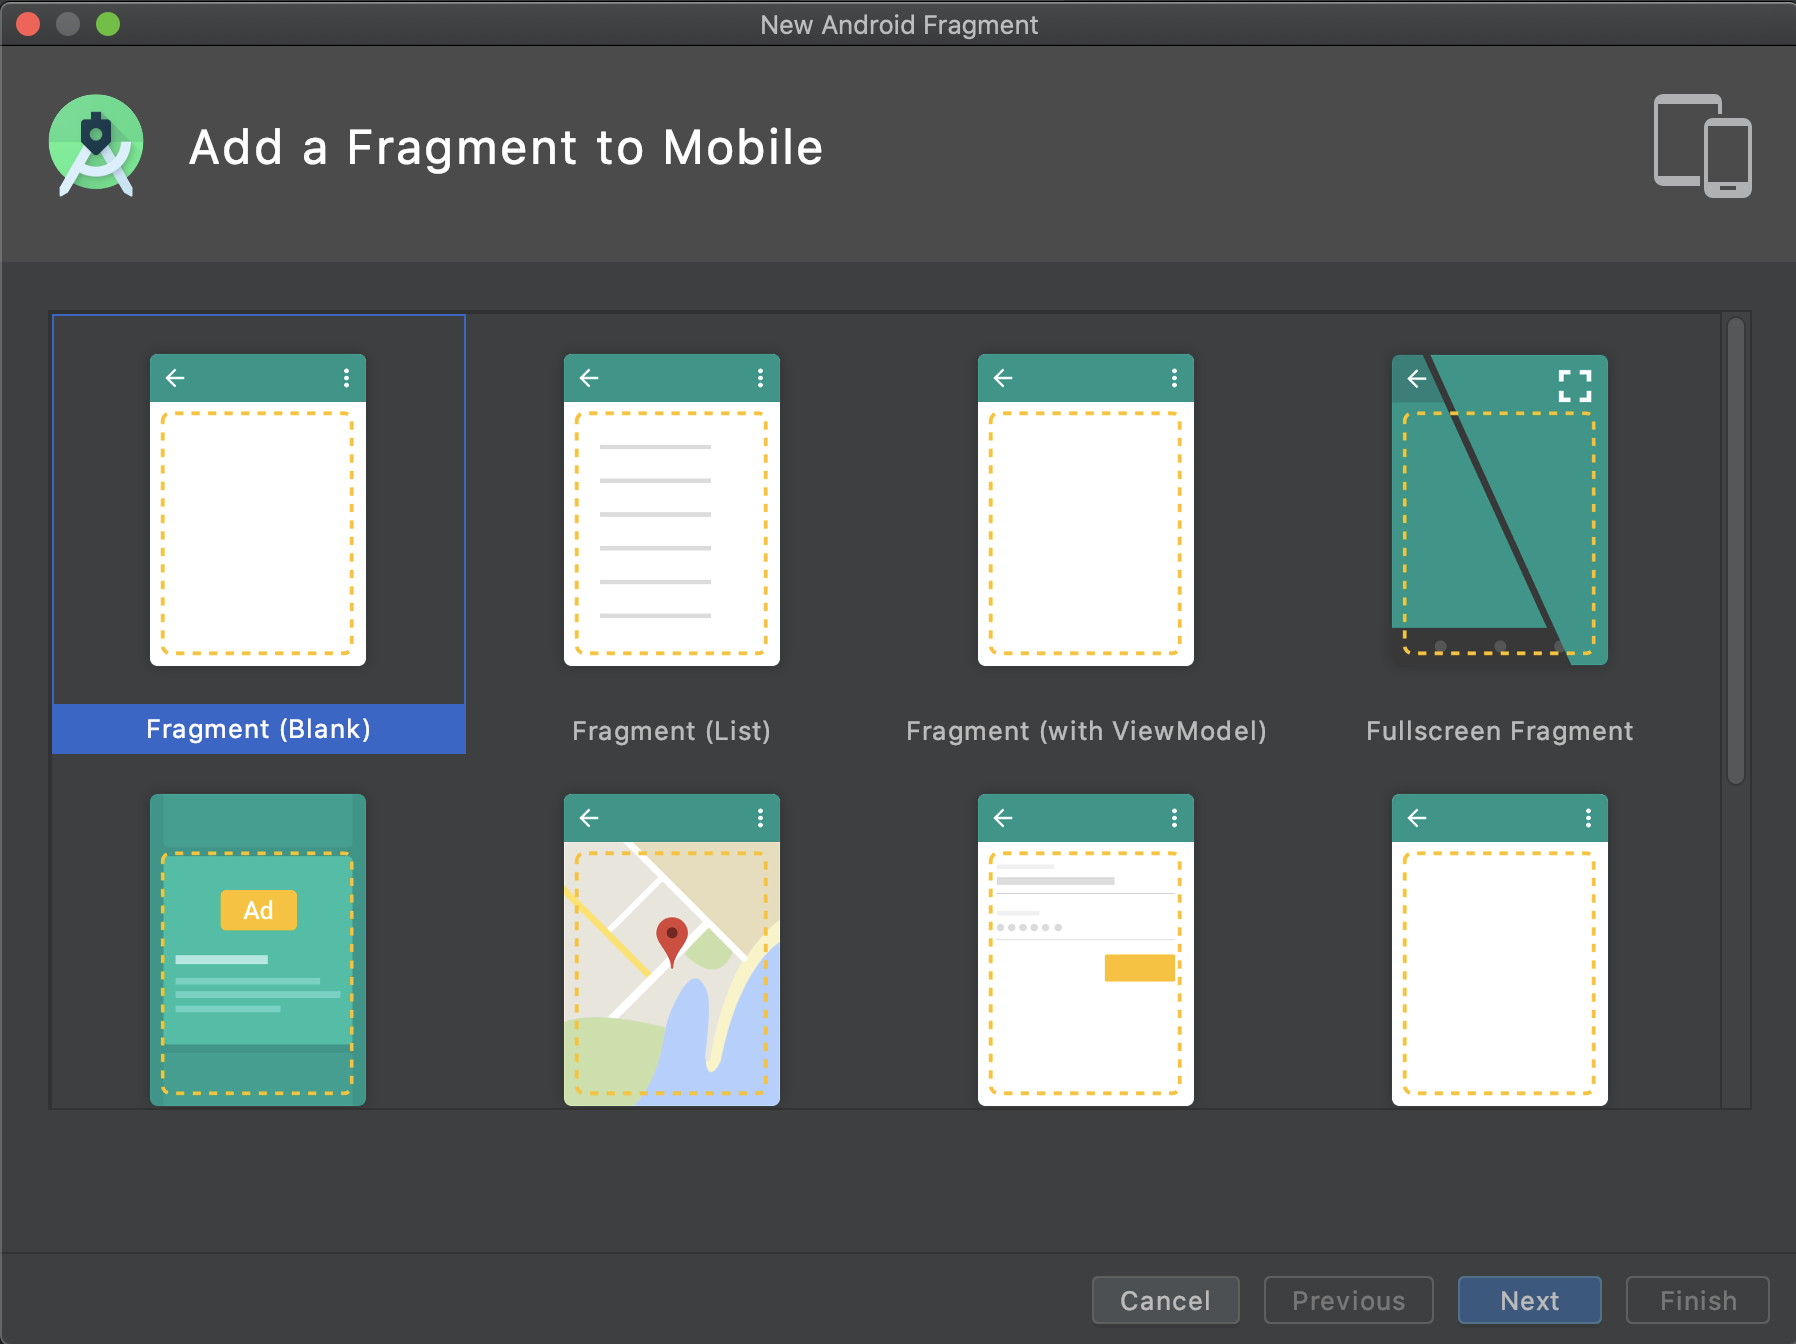 New Android Fragment
Add a Fragment to Mobile
Fragment (Blank)
Fragment (List)
Fragment (with ViewModel)
Fullscreen Fragment
Ad
Cancel
Previous
Next
Finish